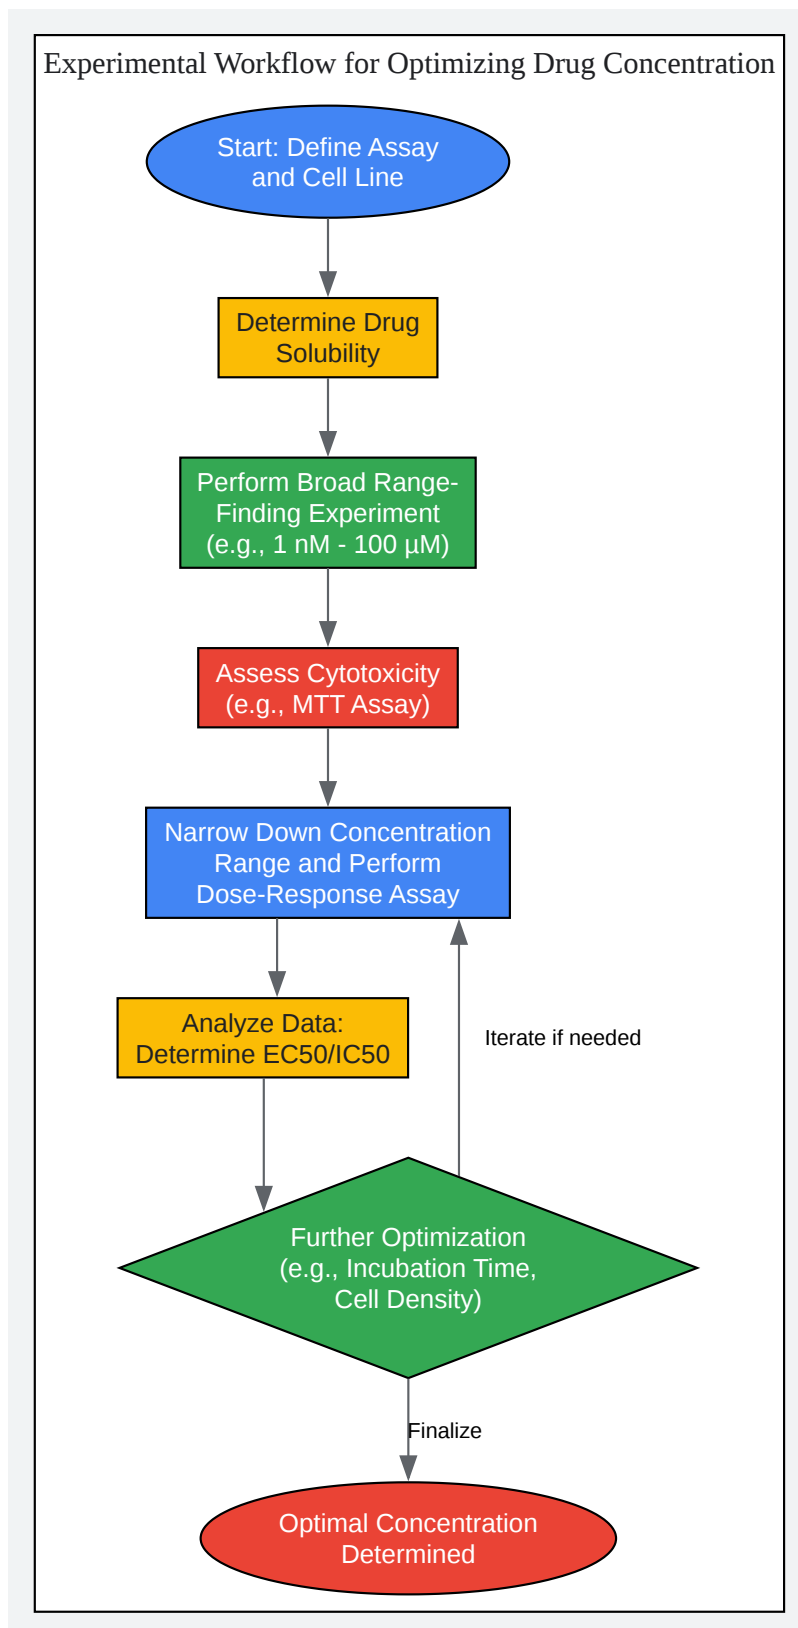 Experimental Workflow for Optimizing Drug Concentration
Start: Define Assay
and Cell Line
Determine Drug
Solubility
Perform Broad Range-
Finding Experiment
(e.g., 1 nM - 100 µM)
Assess Cytotoxicity
(e.g., MTT Assay)
Narrow Down Concentration
Range and Perform
Dose-Response Assay
Analyze Data:
Determine EC50/IC50
Iterate if needed
Further Optimization
(e.g., Incubation Time,
Cell Density)
Finalize
Optimal Concentration
Determined